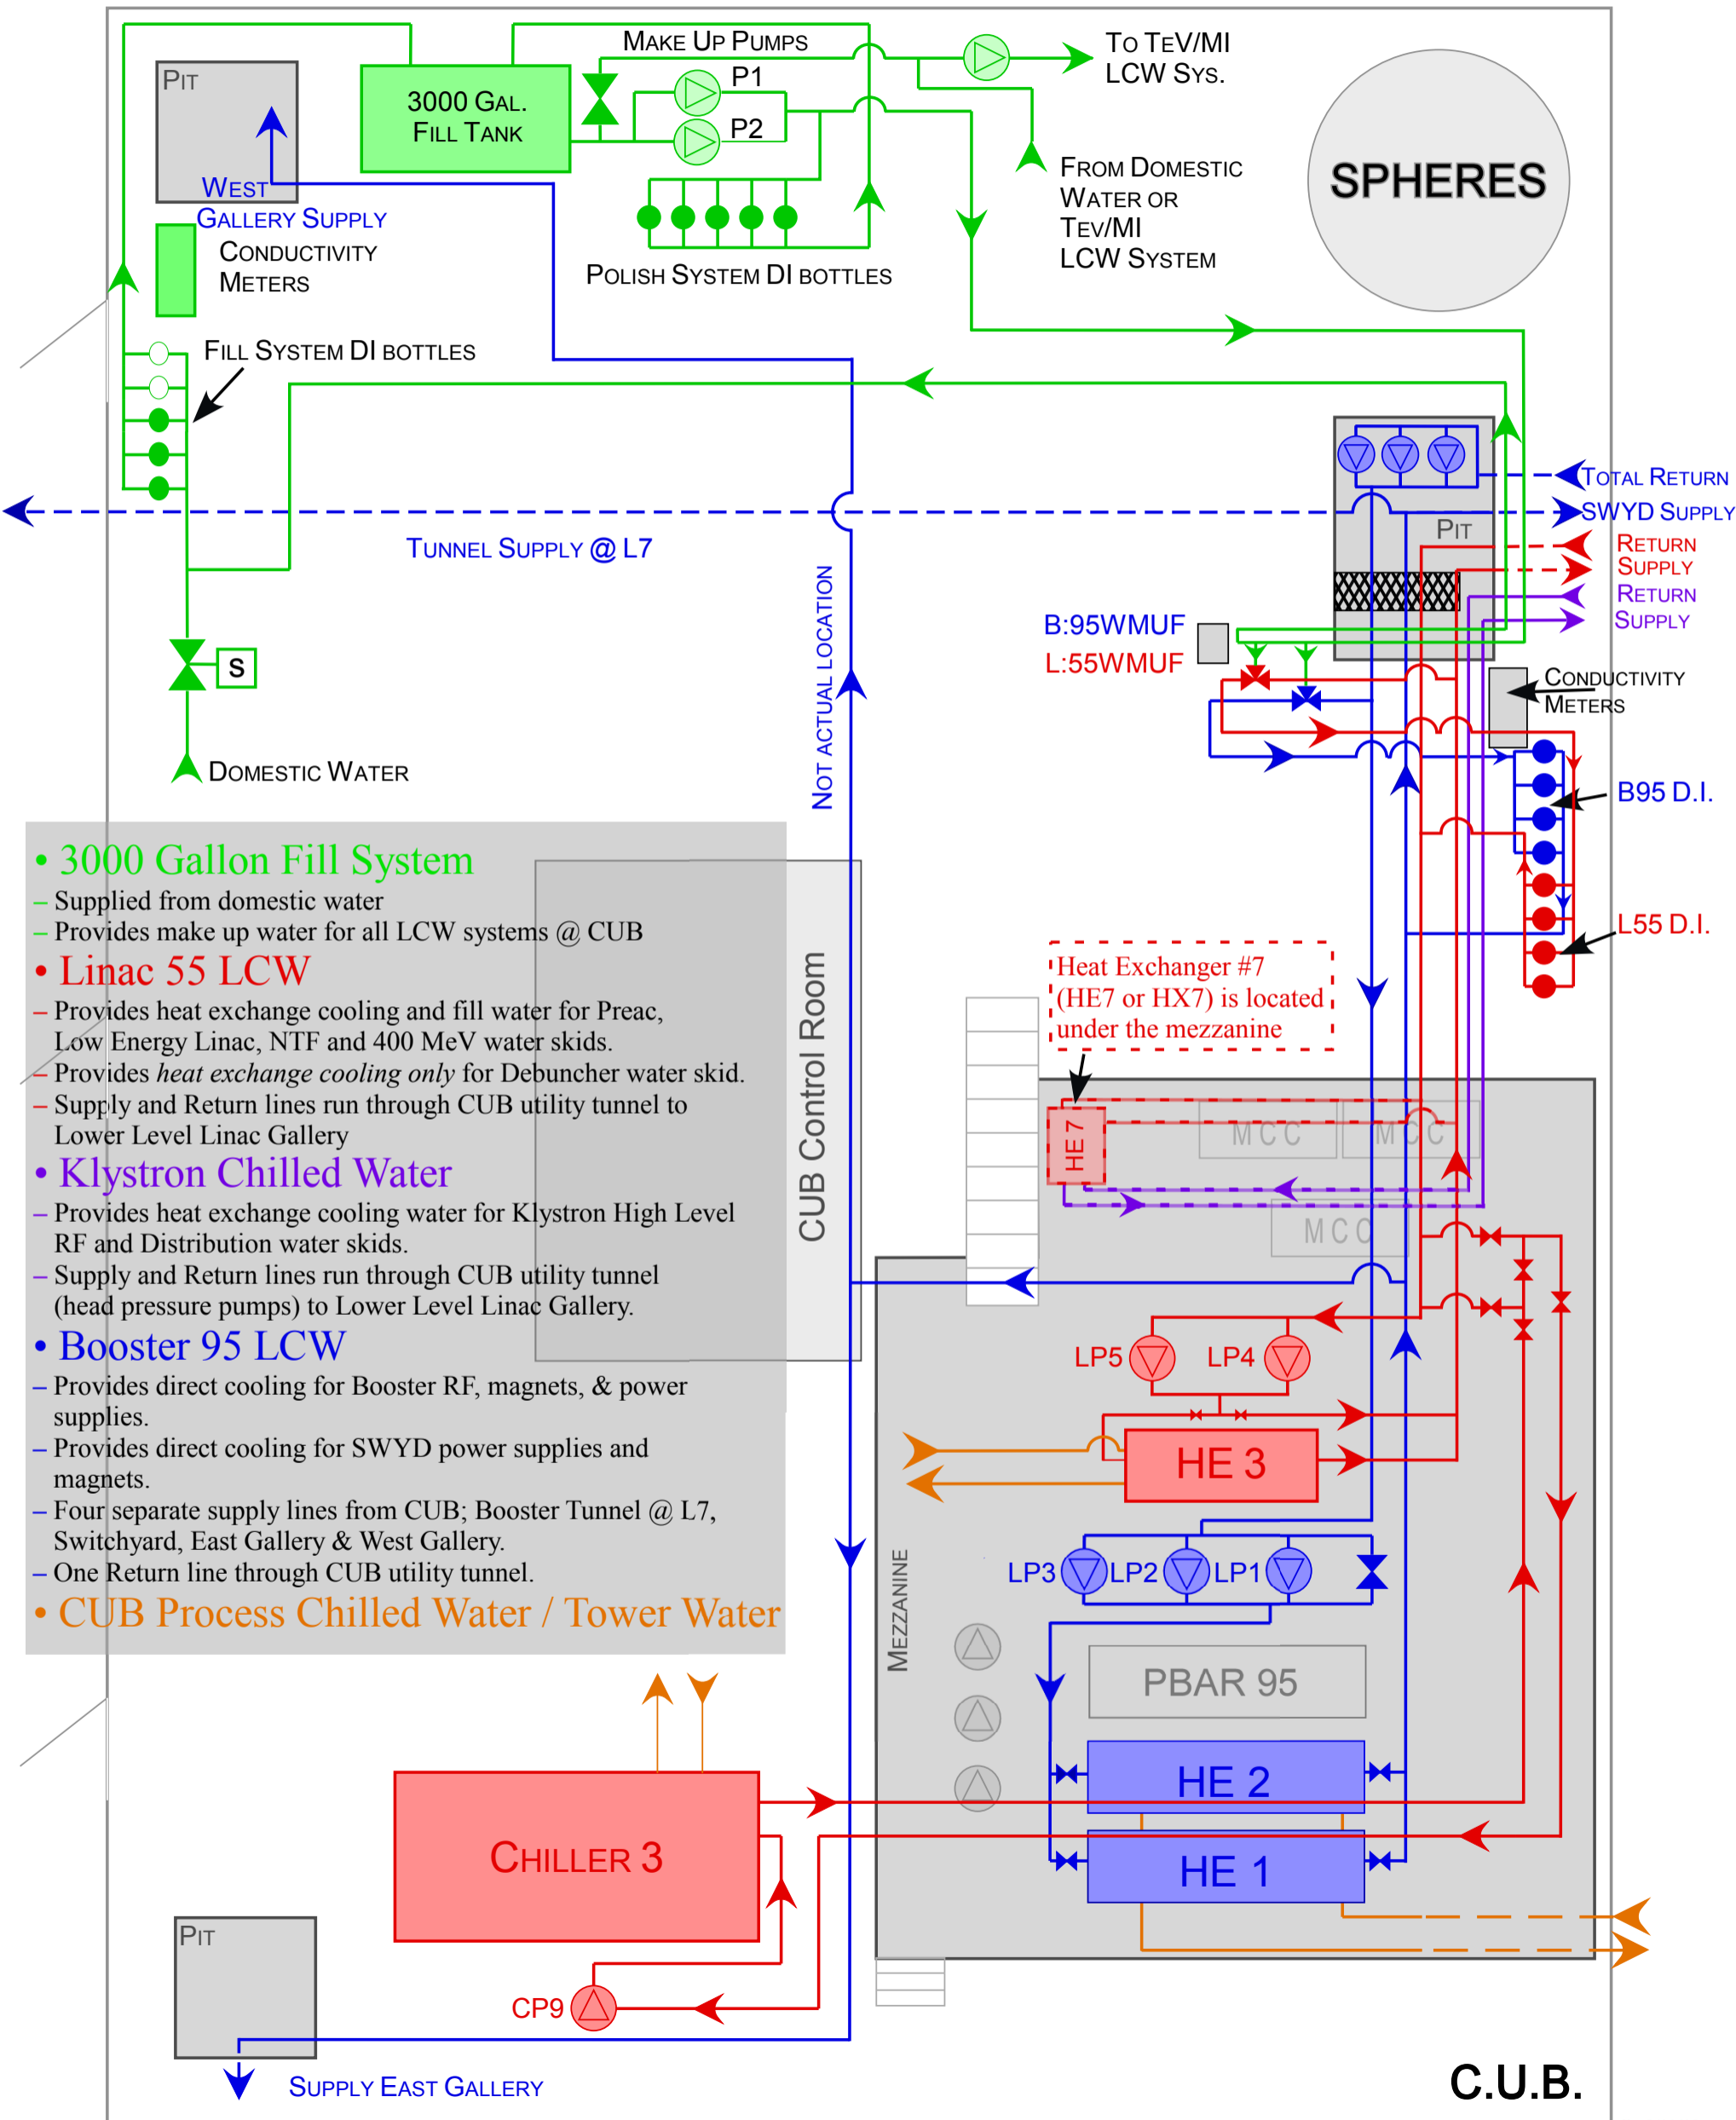 PIT
WEST
GALLERY SUPPLY
CONDUCTIVITY
METERS
3000 GAL.
FILL TANK
MAKE UP PUMPS
P1
P2
TO TEV/MI
LCW SYS.
FROM DOMESTIC
WATER OR
TEV/MI
LCW SYSTEM
SPHERES
POLISH SYSTEM DI BOTTLES
FILL SYSTEM DI BOTTLES
TUNNEL SUPPLY @ L7
NOT ACTUAL LOCATION
S
DOMESTIC WATER
TOTAL RETURN
SWYD SUPPLY
PIT
RETURN
SUPPLY
RETURN
SUPPLY
B:95WMUF
L:55WMUF
CONDUCTIVITY
METERS
B95 D.I.
L55 D.I.
• 3000 Gallon Fill System
– Supplied from domestic water
– Provides make up water for all LCW systems @ CUB
• Linac 55 LCW
– Provides heat exchange cooling and fill water for Preac,
Low Energy Linac, NTF and 400 MeV water skids.
– Provides heat exchange cooling only for Debuncher water skid.
– Supply and Return lines run through CUB utility tunnel to
Lower Level Linac Gallery
• Klystron Chilled Water
– Provides heat exchange cooling water for Klystron High Level
RF and Distribution water skids.
– Supply and Return lines run through CUB utility tunnel
(head pressure pumps) to Lower Level Linac Gallery.
• Booster 95 LCW
– Provides direct cooling for Booster RF, magnets, & power
supplies.
– Provides direct cooling for SWYD power supplies and
magnets.
– Four separate supply lines from CUB; Booster Tunnel @ L7,
Switchyard, East Gallery & West Gallery.
– One Return line through CUB utility tunnel.
• CUB Process Chilled Water / Tower Water
CUB Control Room
Heat Exchanger #7
(HE7 or HX7) is located
under the mezzanine
HE 7
MCC
MCC
MCC
LP5
LP4
HE 3
LP3
LP2
LP1
MEZZANINE
PBAR 95
HE 2
HE 1
CHILLER 3
CP9
PIT
SUPPLY EAST GALLERY
C.U.B.